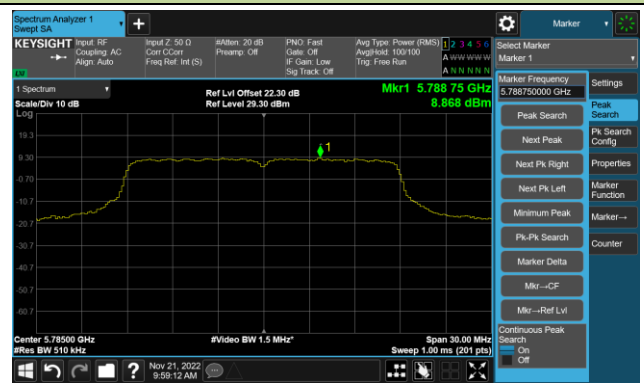 Spectrum Analyzer 1
Swept SA
Marker
KEYSIGHT
Input: RF
Coupling: AC
Align: Auto
Input Z: 50 Ω
Corr CCorr
Freq Ref: Int (S)
#Atten: 20 dB
Preamp: Off
PNO: Fast
Gate: Off
IF Gain: Low
Sig Track: Off
Avg Type: Power (RMS)
Avg|Hold: 100/100
Trig: Free Run
1 2 3 4 5 6
A W W W W W
A N N N N N
Select Marker
Marker 1
LXI
1 Spectrum
Scale/Div 10 dB
Log
Ref Lvl Offset 22.30 dB
Ref Level 29.30 dBm
Mkr1 5.788 75 GHz
8.868 dBm
Marker Frequency
5.788750000 GHz
Settings
Peak Search
Peak
Search
Next Peak
Pk Search
Config
Next Pk Right
Properties
Next Pk Left
Marker
Function
Minimum Peak
Marker→
Pk-Pk Search
Counter
Marker Delta
Mkr→CF
Mkr→Ref Lvl
Continuous Peak
Search
On
Off
19.3
9.30
-0.70
-10.7
-20.7
-30.7
-40.7
-50.7
-60.7
1
Center 5.78500 GHz
#Res BW 510 kHz
#Video BW 1.5 MHz*
Span 30.00 MHz
Sweep 1.00 ms (201 pts)
Nov 21, 2022
9:59:12 AM